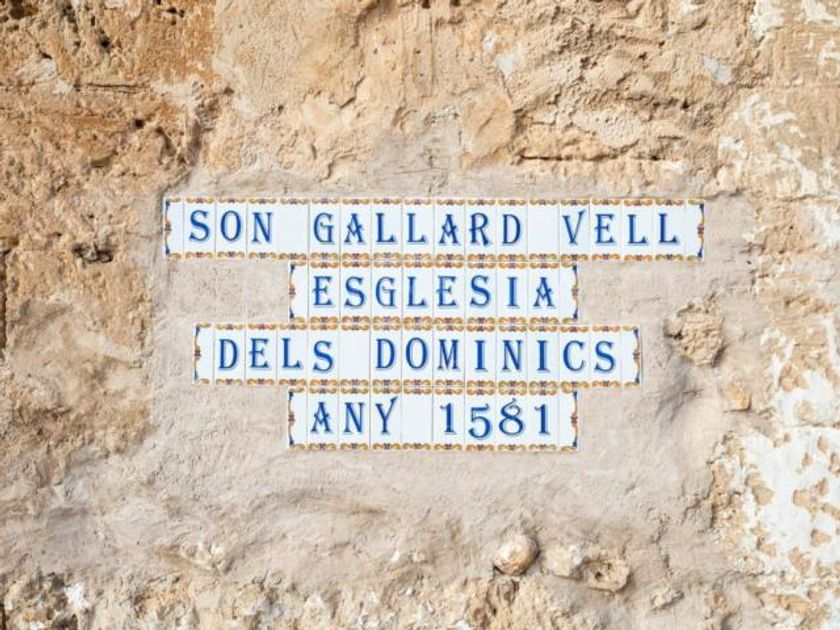 SON GALLARD VELL
ESGLESIA
DELS DOMINICS
ANY 1581